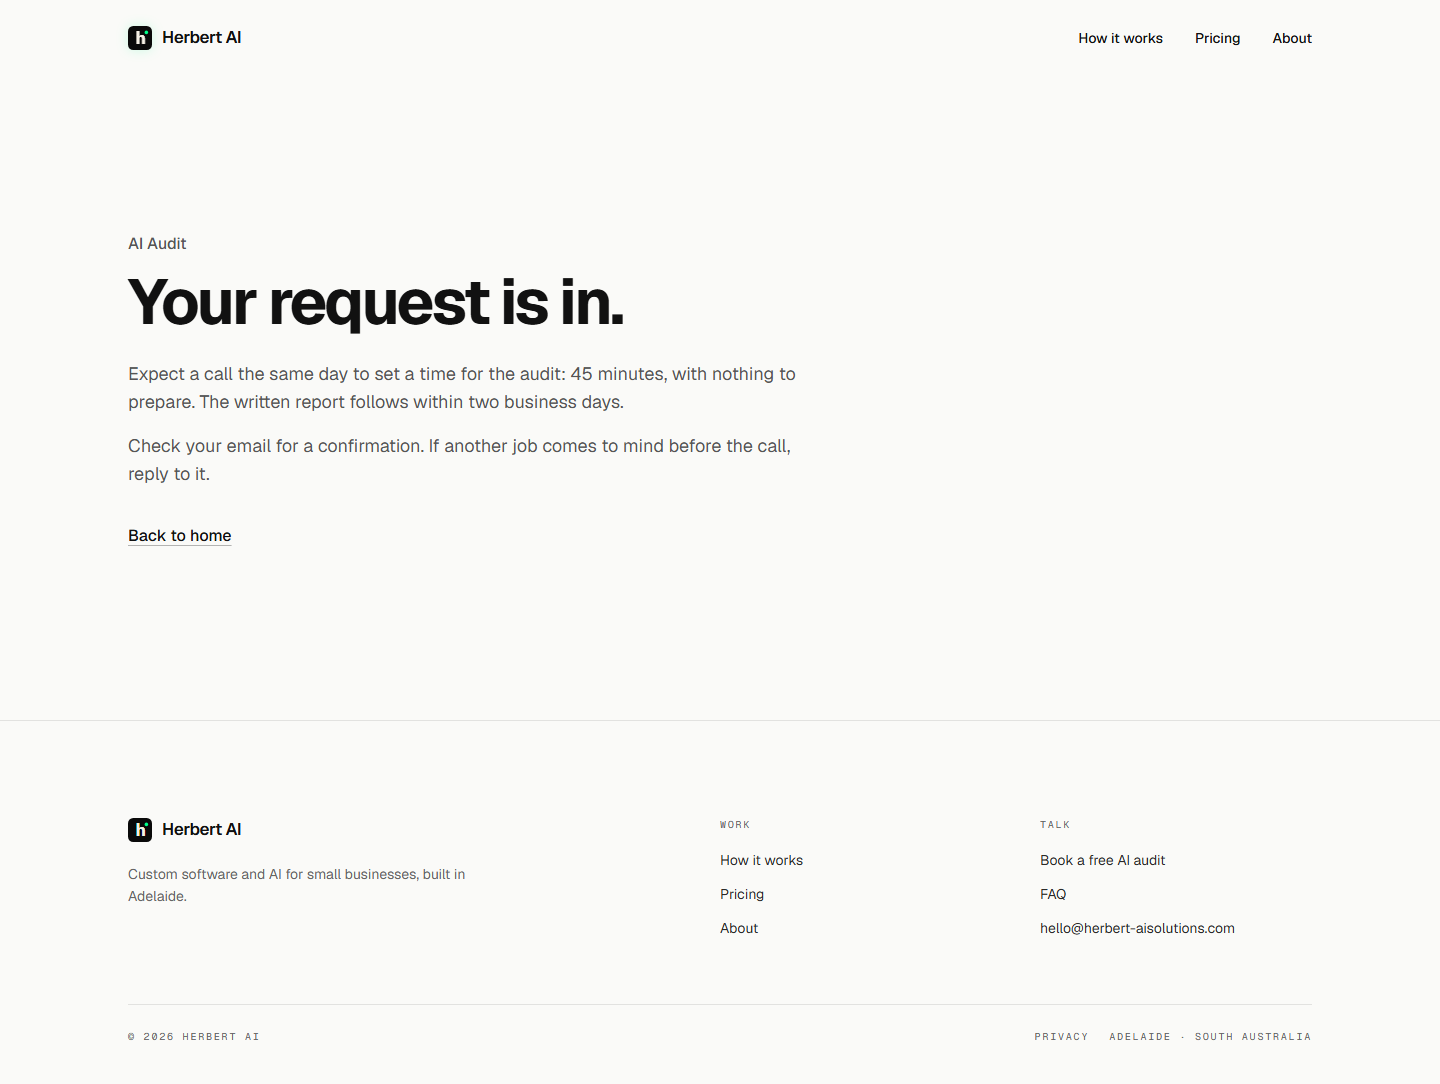 h Herbert AI
How it works Pricing About
AI Audit
Your request is in.
Expect a call the same day to set a time for the audit: 45 minutes, with nothing to
prepare. The written report follows within two business days.
Check your email for a confirmation. If another job comes to mind before the call,
reply to it.
Back to home
h Herbert AI
Custom software and AI for small businesses, built in
Adelaide.
WORK
How it works
Pricing
About
TALK
Book a free AI audit
FAQ
hello@herbert-aisolutions.com
© 2026 HERBERT AI
PRIVACY ADELAIDE · SOUTH AUSTRALIA